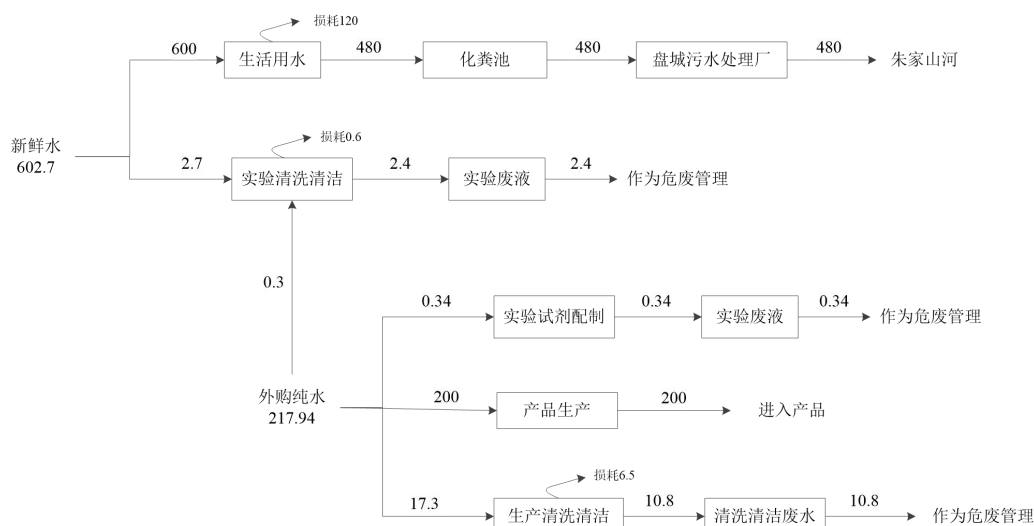 损耗120
600
生活用水
480
化粪池
480
盘城污水处理厂
480
朱家山河
新鲜水
602.7
损耗0.6
2.7
实验清洗清洁
2.4
实验废液
2.4
作为危废管理
0.3
0.34
实验试剂配制
0.34
实验废液
0.34
作为危废管理
外购纯水
217.94
200
产品生产
200
进入产品
损耗6.5
17.3
生产清洗清洁
10.8
清洗清洁废水
10.8
作为危废管理